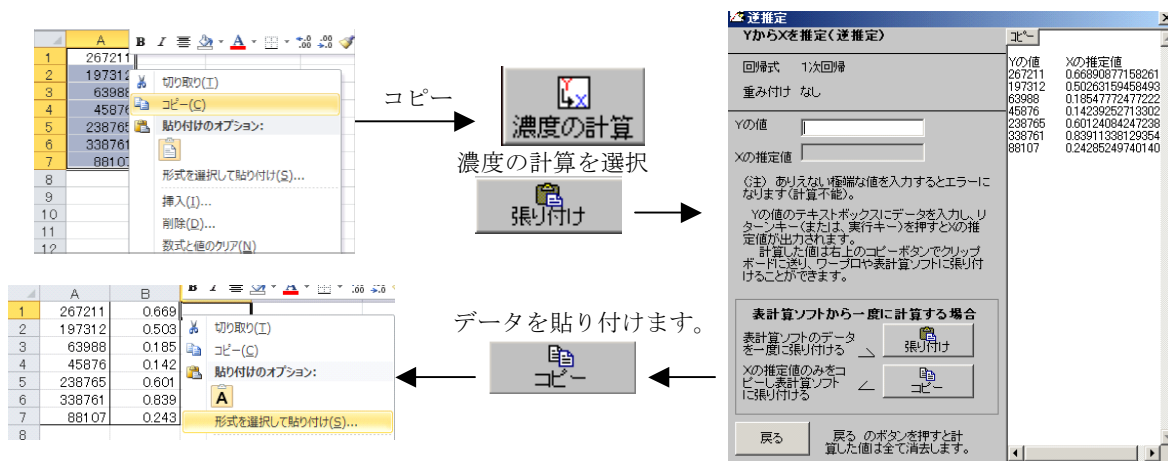 A
1 267211
2 197312
3 63988
4 45876
5 238765
6 338761
7 88107
8
9
10
11
12
B I A
切り取り(T)
コピー(C)
貼り付けのオプション:
形式を選択して貼り付け(S)...
挿入(I)...
削除(D)...
数式と値のクリア(N)
コピー
Y
X
濃度の計算
濃度の計算を選択
張り付け
逆推定
YからXを推定(逆推定)
回帰式 1次回帰
重み付け なし
Yの値
Xの推定値
(注) ありえない極端な値を入力するとエラーに
なります(計算不能)。
Yの値のテキストボックスにデータを入力し、リ
ターンキー(または、実行キー)を押すとXの推
定値が出力されます。
計算した値は右上のコピーボタンでクリップ
ボードに送り、ワープロや表計算ソフトに張り付
けることができます。
表計算ソフトから一度に計算する場合
表計算ソフトのデータ
を一度に張り付ける
張り付け
Xの推定値のみをコ
ピーし表計算ソフト
に張り付ける
コピー
戻る
戻る のボタンを押すと計
算した値は全て消去します。
コピー
Yの値 Xの推定値
267211 0.66890877158261
197312 0.50263159458493
63988 0.18547772477222
45876 0.14239252713302
238765 0.60124084247238
338761 0.83911338129354
88107 0.24285249740140
データを貼り付けます。
コピー
A B
1 267211 0.669
2 197312 0.503
3 63988 0.185
4 45876 0.142
5 238765 0.601
6 338761 0.839
7 88107 0.243
8
切り取り(T)
コピー(C)
貼り付けのオプション:
A
形式を選択して貼り付け(S)...